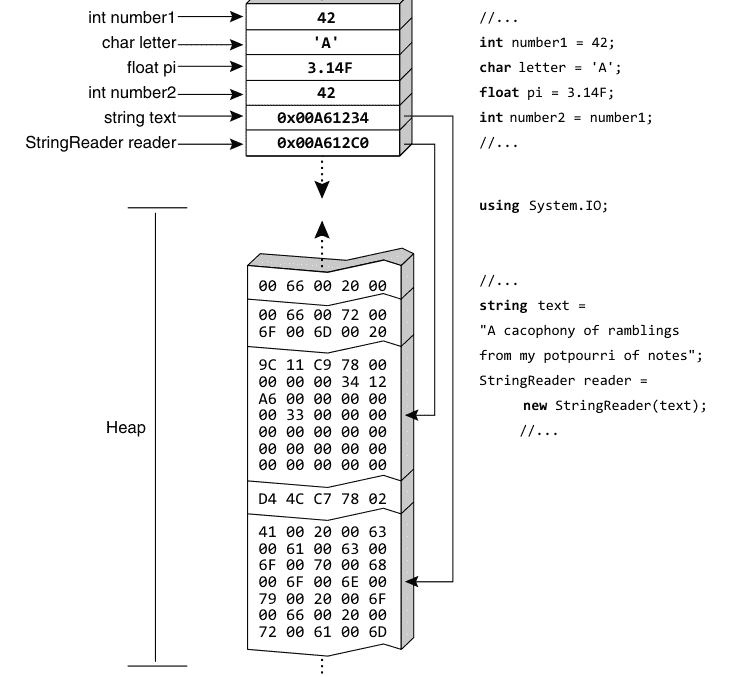 int number1
char letter
float pi
int number2
string text
StringReader reader
42
'A'
3.14F
42
0x00A61234
0x00A612C0
//...
int number1 = 42;
char letter = 'A';
float pi = 3.14F;
int number2 = number1;
//...
using System.IO;
//...
string text =
"A cacophony of ramblings
from my potpourri of notes";
StringReader reader =
new StringReader(text);
//...
Heap
00 66 00 20 00
00 66 00 72 00
6F 00 6D 00 20
9C 11 C9 78 00
00 00 00 34 12
A6 00 00 00 00
00 33 00 00 00
00 00 00 00 00
00 00 00 00 00
00 00 00 00 00
D4 4C C7 78 02
41 00 20 00 63
00 61 00 63 00
6F 00 70 00 68
00 6F 00 6E 00
79 00 20 00 6F
00 66 00 20 00
72 00 61 00 6D